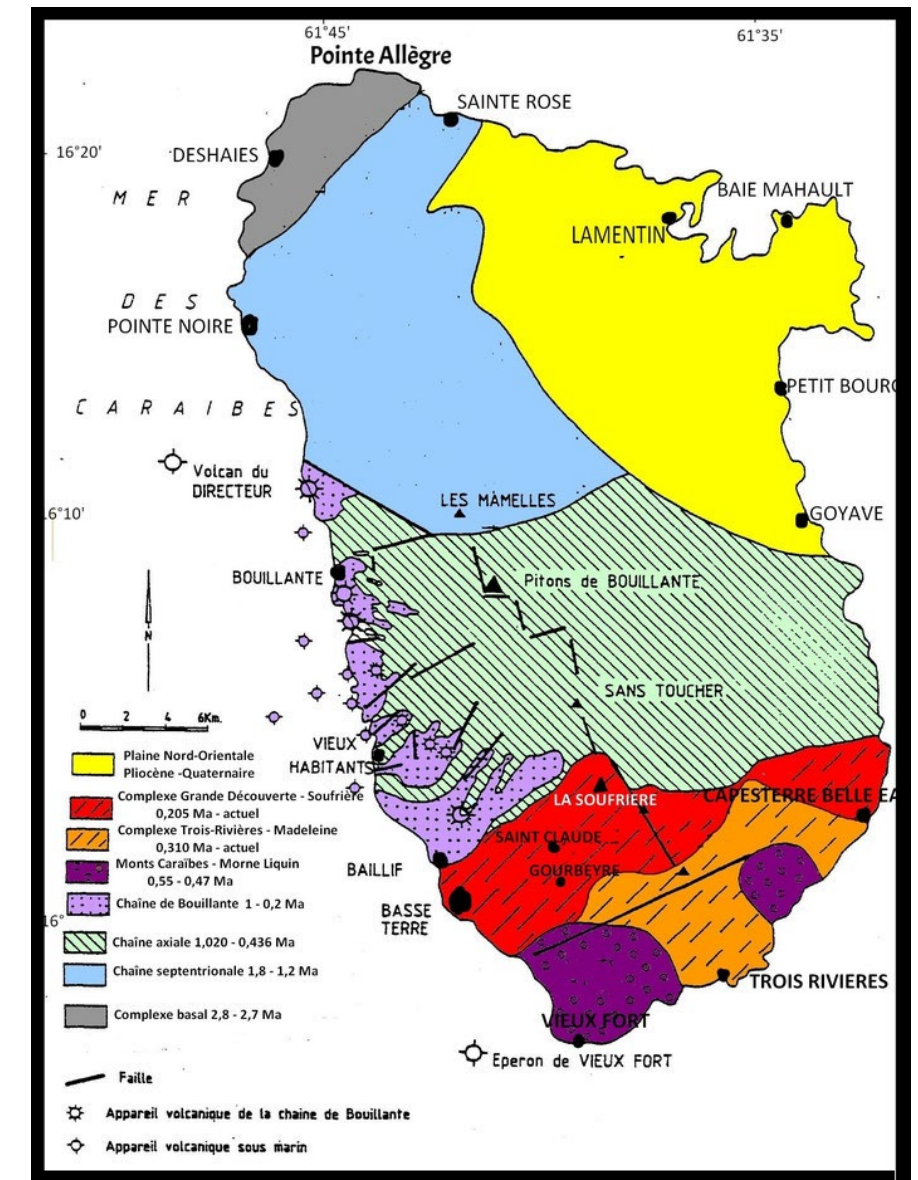 61°45'
61°35'
Pointe Allègre
SAINTE ROSE
16°20'
DESHAIES
MER
BAIE MAHAULT
LAMENTIN
DES
POINTE NOIRE
PETIT BOURG
CARAIBES
Volcan du
DIRECTEUR
LES MAMELLES
16°10'
GOYAVE
BOUILLANTE
Pitons de BOUILLANTE
N
SANS TOUCHER
0 2 4 6Km.
VIEUX
HABITANTS
Plaine Nord-Orientale
Pliocène -Quaternaire
LA SOUFRIERE
CAPESTERRE BELLE EA
Complexe Grande Découverte - Soufrière
0,205 Ma - actuel
SAINT CLAUDE
Complexe Trois-Rivières - Madeleine
0,310 Ma - actuel
GOURBEYRE
BAILLIF
Monts Caraïbes - Morne Liquin
0,55 - 0,47 Ma
BASSE
TERRE
Chaîne de Bouillante 1 - 0,2 Ma
16°
Chaîne axiale 1,020 - 0,436 Ma
Chaîne septentrionale 1,8 - 1,2 Ma
TROIS RIVIERES
Complexe basal 2,8 - 2,7 Ma
VIEUX FORT
Eperon de VIEUX FORT
Faille
Appareil volcanique de la chaine de Bouillante
Appareil volcanique sous marin